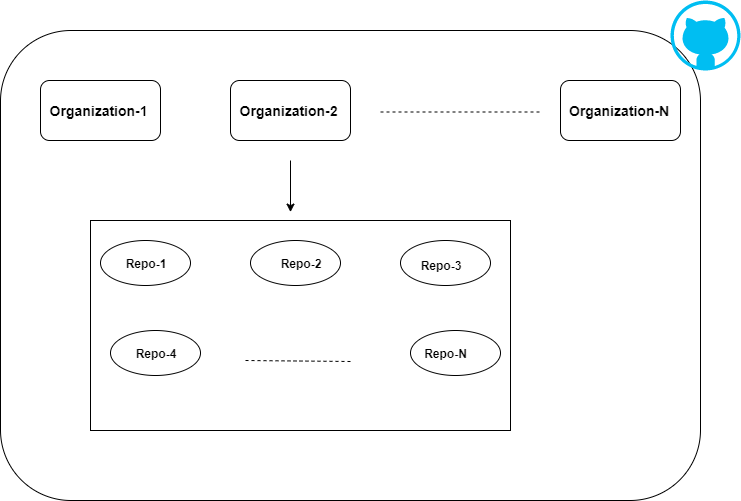 Organization-1
Organization-2
Organization-N
Repo-1
Repo-2
Repo-3
Repo-4
Repo-N